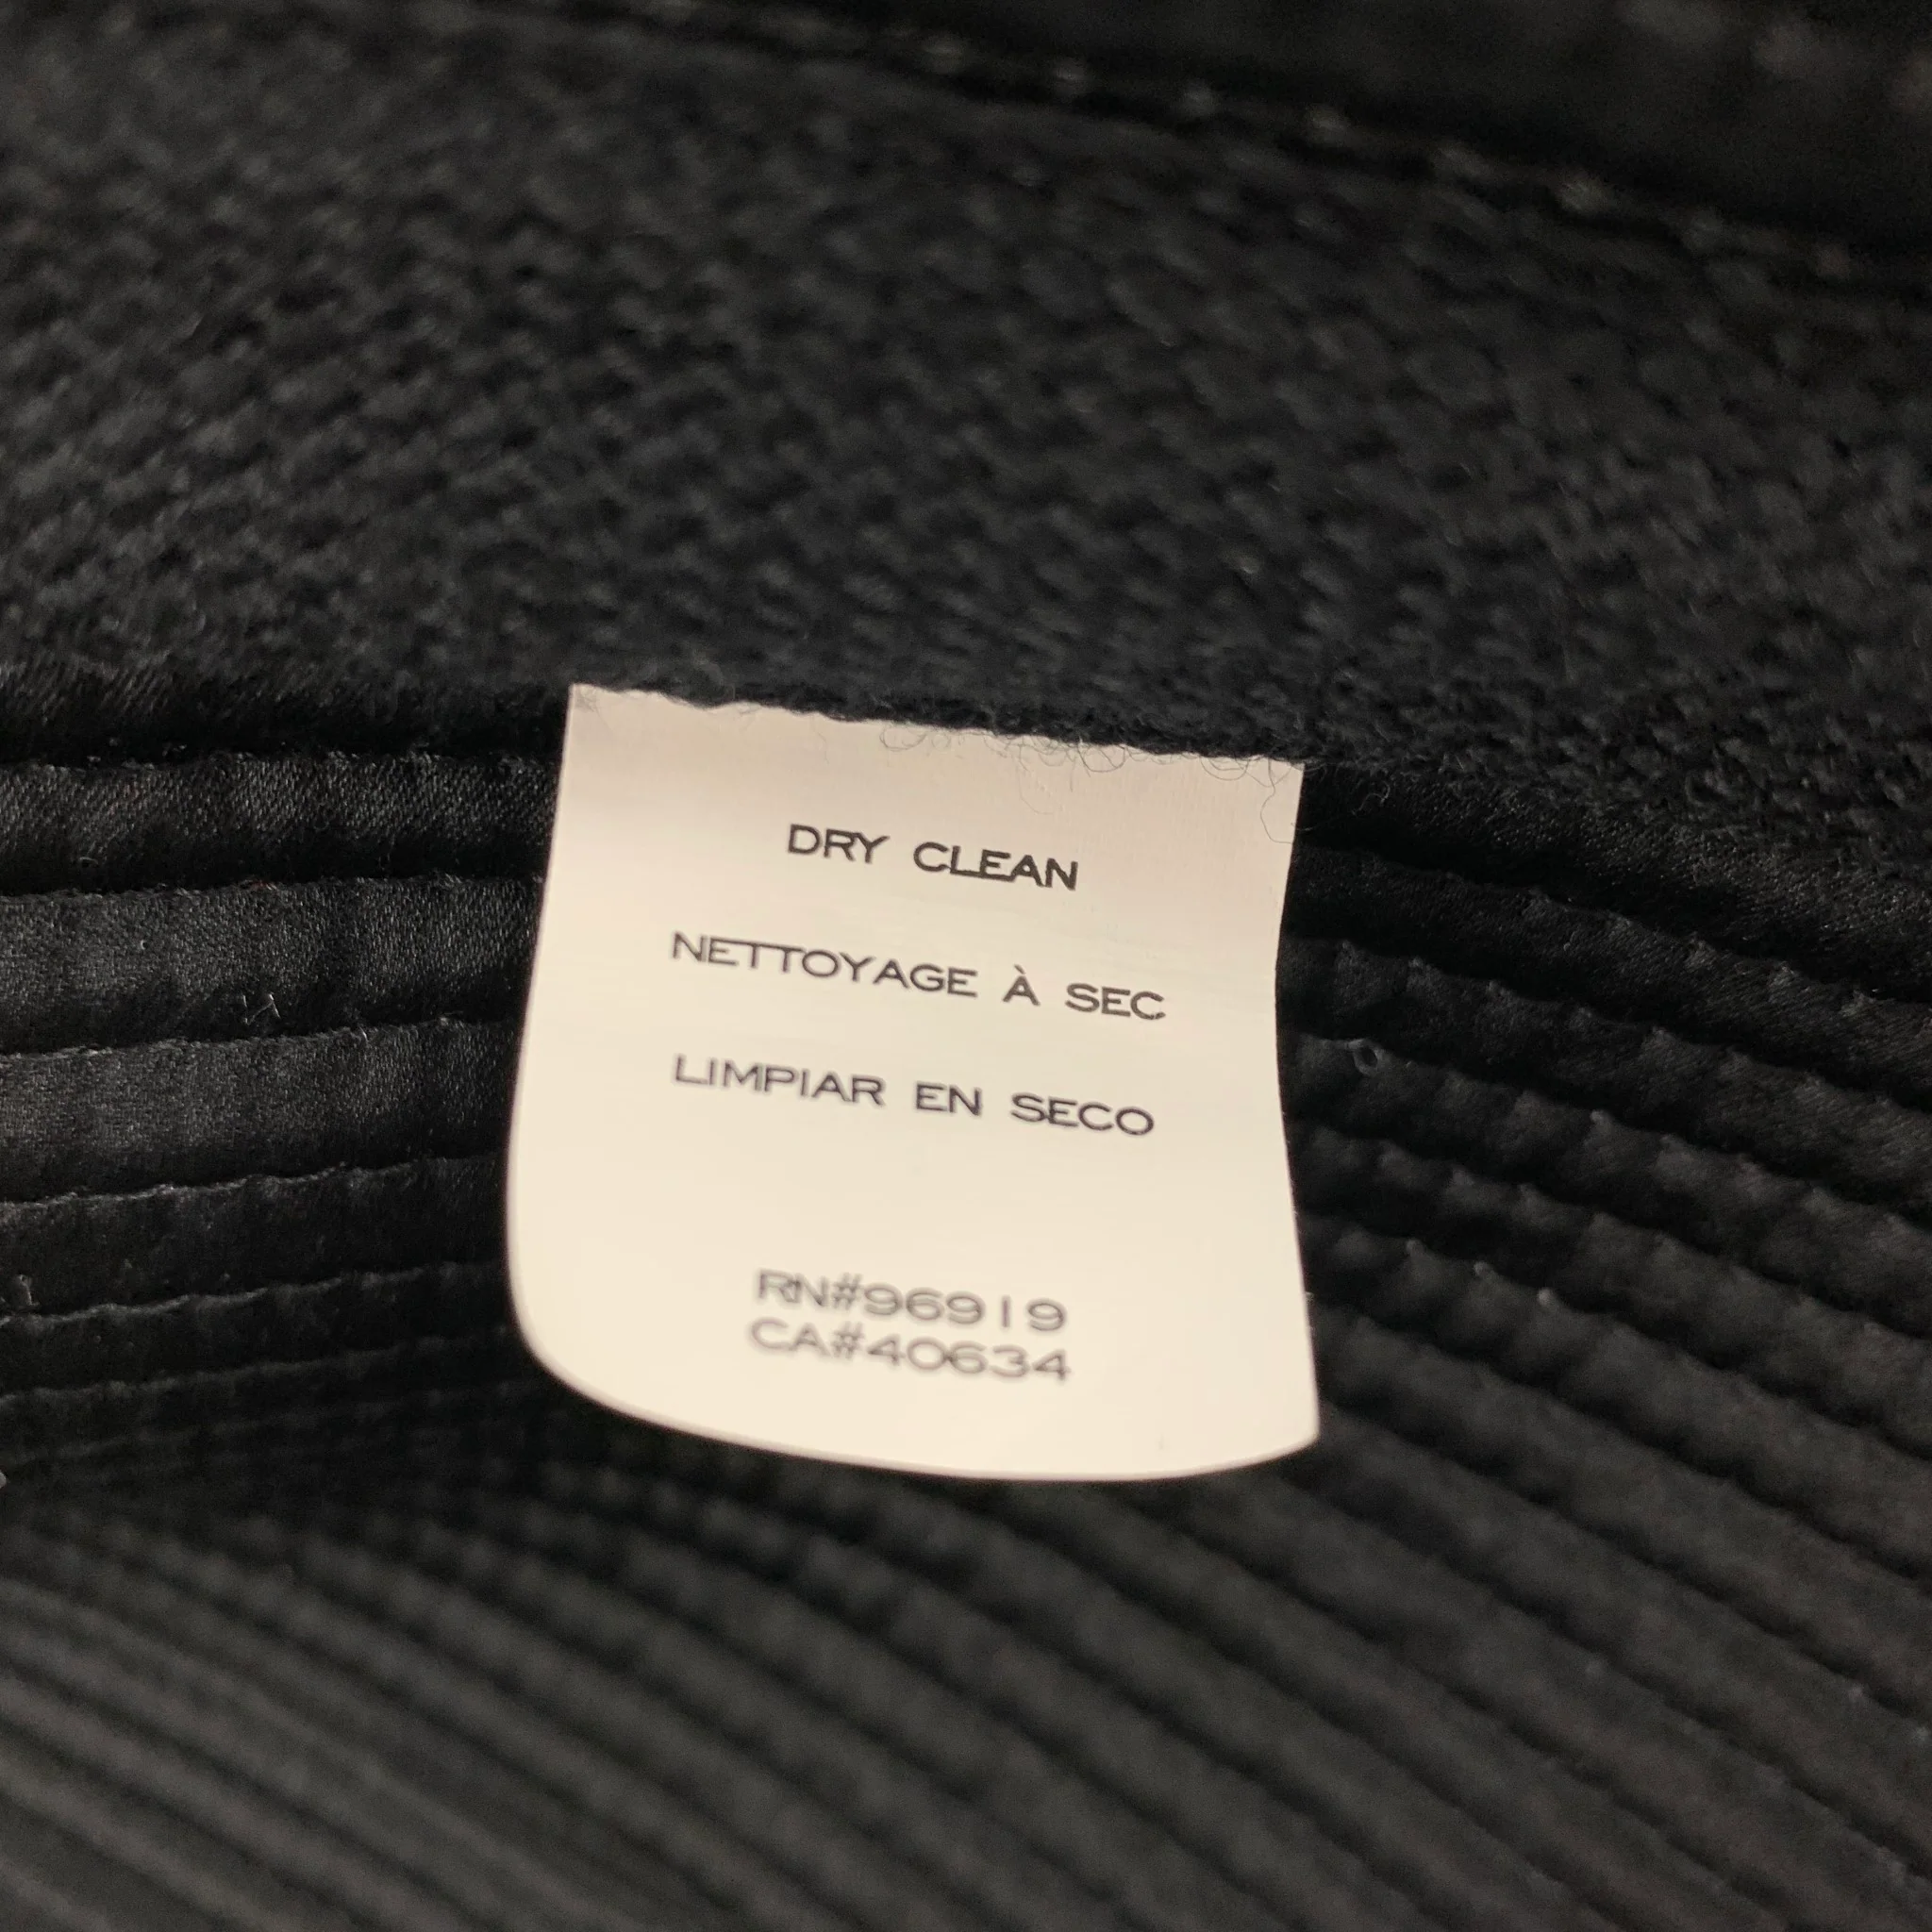 DRY CLEAN
NETTOYAGE À SEC
LIMPIAR EN SECO
RN#96919
CA#40634